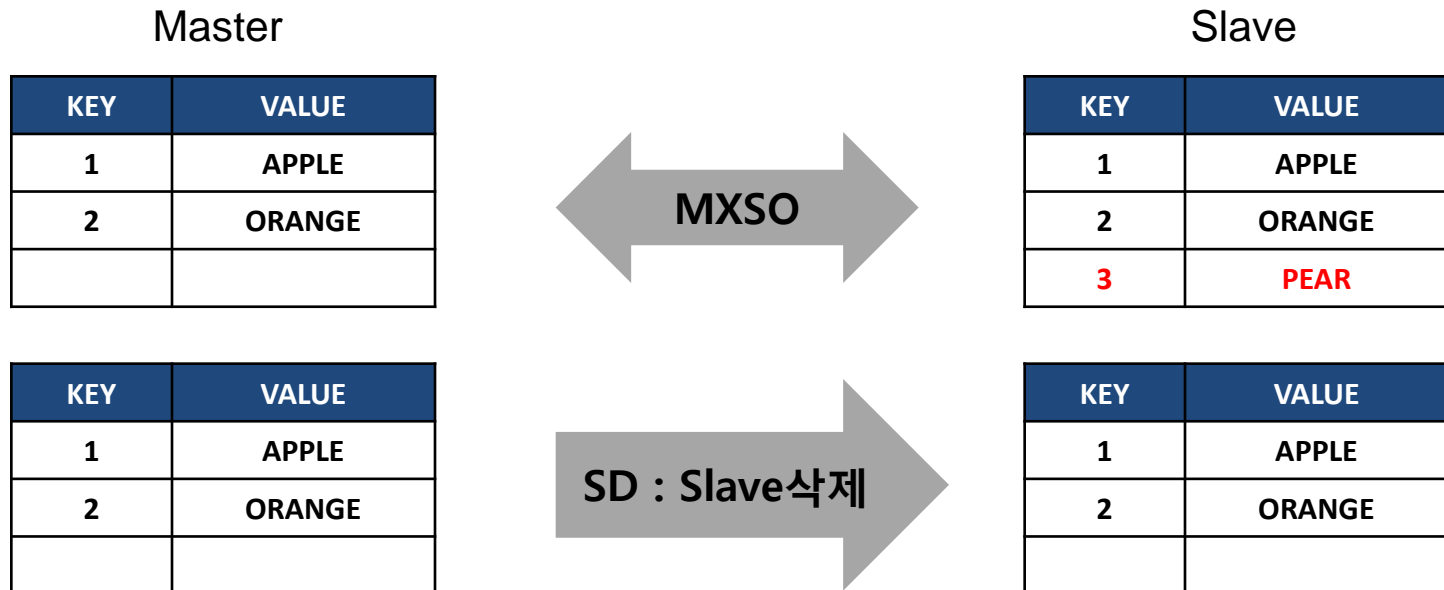 Master Slave
KEY VALUE
1 APPLE
2 ORANGE
MXSO
KEY VALUE
1 APPLE
2 ORANGE
3 PEAR
KEY VALUE
1 APPLE
2 ORANGE
SD : Slave삭제
KEY VALUE
1 APPLE
2 ORANGE